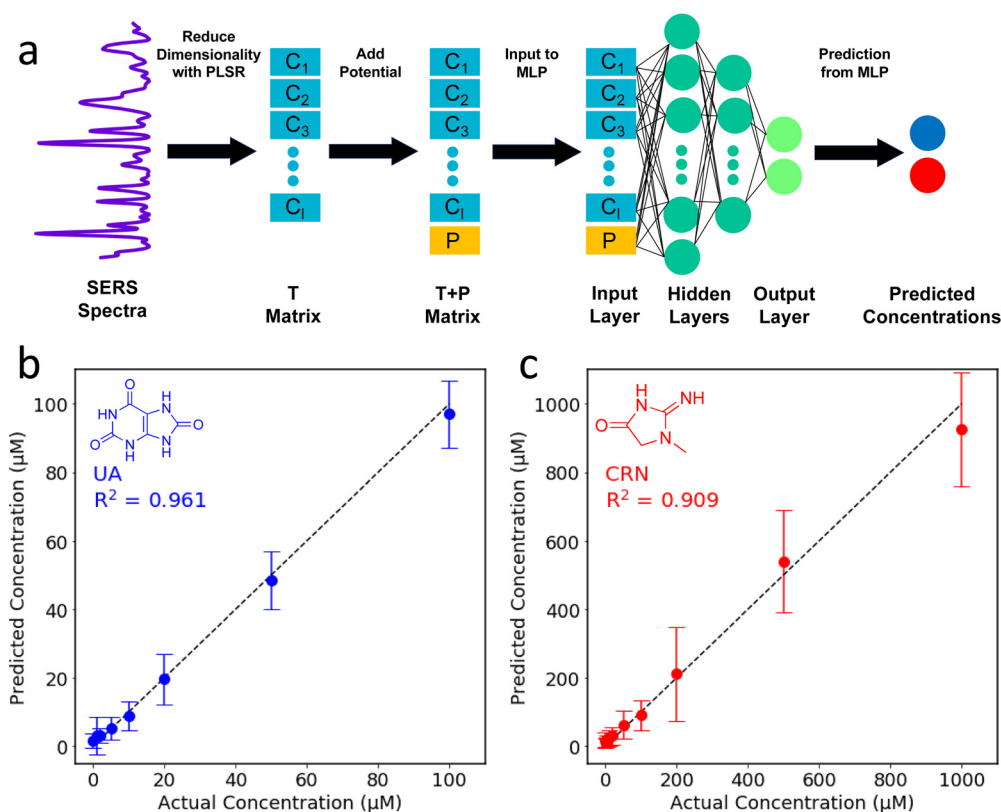 a
Reduce
Dimensionality
with PLSR
Add
Potential
Input to
MLP
Prediction
from MLP
C₁
C₂
C₃
Cₗ
C₁
C₂
C₃
Cₗ
P
C₁
C₂
C₃
Cₗ
P
SERS
Spectra
T
Matrix
T+P
Matrix
Input
Layer
Hidden
Layers
Output
Layer
Predicted
Concentrations
b
Predicted Concentration (μM)
100
80
60
40
20
0
O
H
N
HN
O
O
N
H
N
H
UA
R² = 0.961
0 20 40 60 80 100
Actual Concentration (μM)
c
Predicted Concentration (μM)
1000
800
600
400
200
0
H
N
NH
O
N
CRN
R² = 0.909
0 200 400 600 800 1000
Actual Concentration (μM)